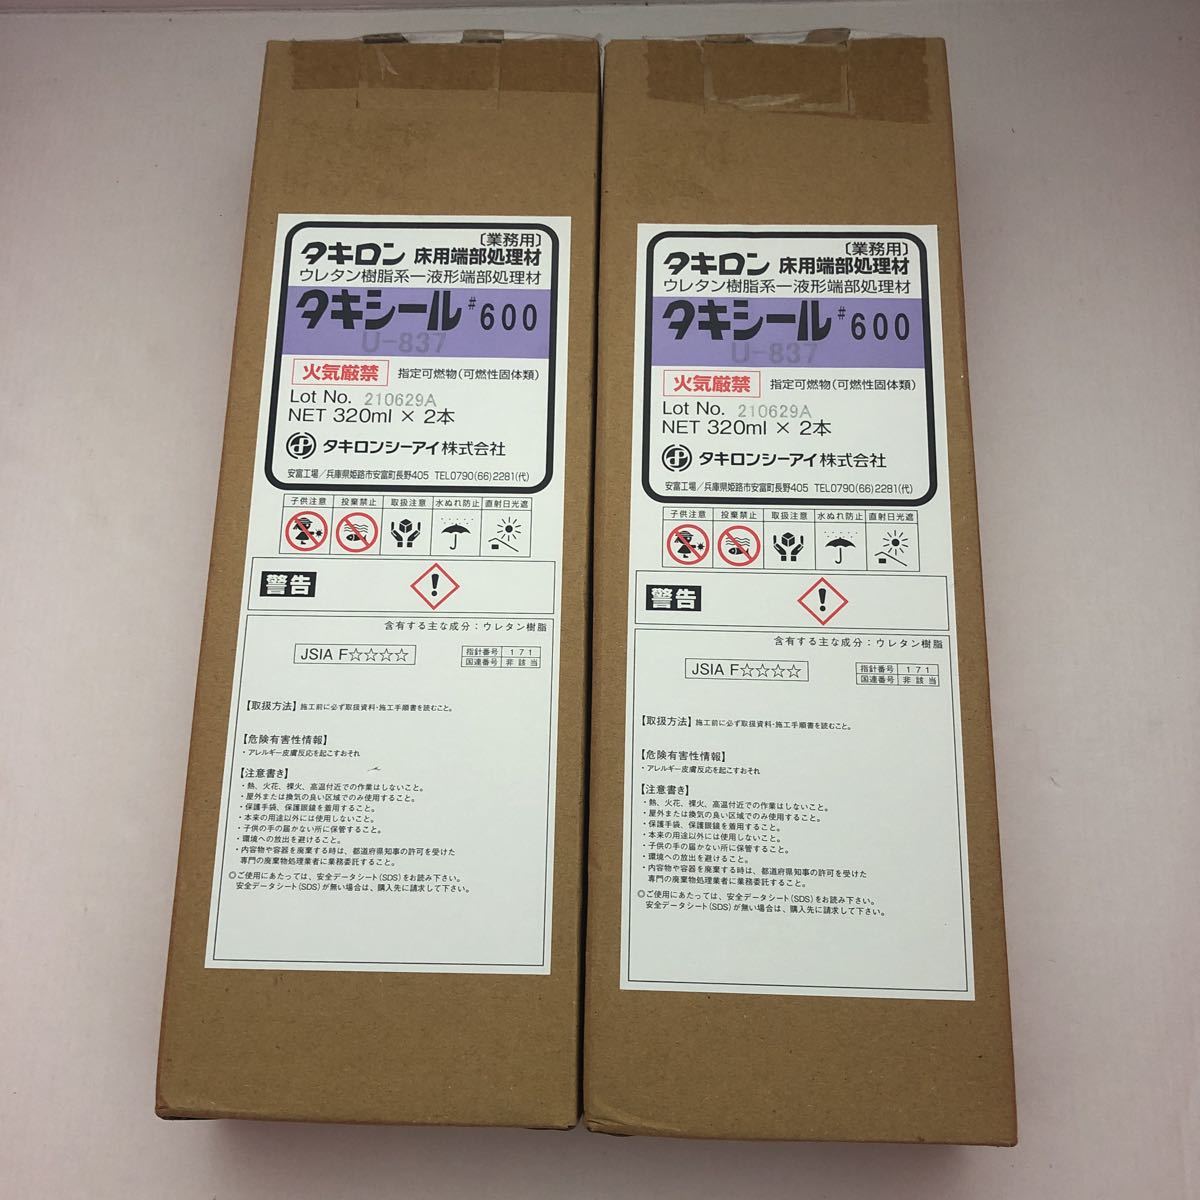 〔業務用〕
タキロン 床用端部処理材
ウレタン樹脂系一液形端部処理材
タキシール #600
U-837
火気厳禁 指定可燃物(可燃性固体類)
Lot No. 210629A
NET 320ml × 2本
タキロンシーアイ株式会社
安富工場/兵庫県姫路市安富町長野405 TEL0790(66)2281(代)
子供注意 投棄禁止 取扱注意 水ぬれ防止 直射日光遮
警告
含有する主な成分：ウレタン樹脂
JSIA F☆☆☆☆
指針番号 171
国連番号 非該当
【取扱方法】施工前に必ず取扱資料・施工手順書を読むこと。
【危険有害性情報】
・アレルギー皮膚反応を起こすおそれ
【注意書き】
・熱、火花、裸火、高温付近での作業はしないこと。
・屋外または換気の良い区域でのみ使用すること。
・保護手袋、保護眼鏡を着用すること。
・本来の用途以外には使用しないこと。
・子供の手の届かない所に保管すること。
・環境への放出を避けること。
・内容物や容器を廃棄する時は、都道府県知事の許可を受けた
専門の廃棄物処理業者に業務委託すること。
◎ご使用にあたっては、安全データシート(SDS)をお読み下さい。
安全データシート(SDS)が無い場合は、購入先に請求して下さい。
〔業務用〕
タキロン 床用端部処理材
ウレタン樹脂系一液形端部処理材
タキシール #600
U-837
火気厳禁 指定可燃物(可燃性固体類)
Lot No. 210629A
NET 320ml × 2本
タキロンシーアイ株式会社
安富工場/兵庫県姫路市安富町長野405 TEL0790(66)2281(代)
子供注意 投棄禁止 取扱注意 水ぬれ防止 直射日光遮
警告
含有する主な成分：ウレタン樹脂
JSIA F☆☆☆☆
指針番号 171
国連番号 非該当
【取扱方法】施工前に必ず取扱資料・施工手順書を読むこと。
【危険有害性情報】
・アレルギー皮膚反応を起こすおそれ
【注意書き】
・熱、火花、裸火、高温付近での作業はしないこと。
・屋外または換気の良い区域でのみ使用すること。
・保護手袋、保護眼鏡を着用すること。
・本来の用途以外には使用しないこと。
・子供の手の届かない所に保管すること。
・環境への放出を避けること。
・内容物や容器を廃棄する時は、都道府県知事の許可を受けた
専門の廃棄物処理業者に業務委託すること。
◎ご使用にあたっては、安全データシート(SDS)をお読み下さい。
安全データシート(SDS)が無い場合は、購入先に請求して下さい。